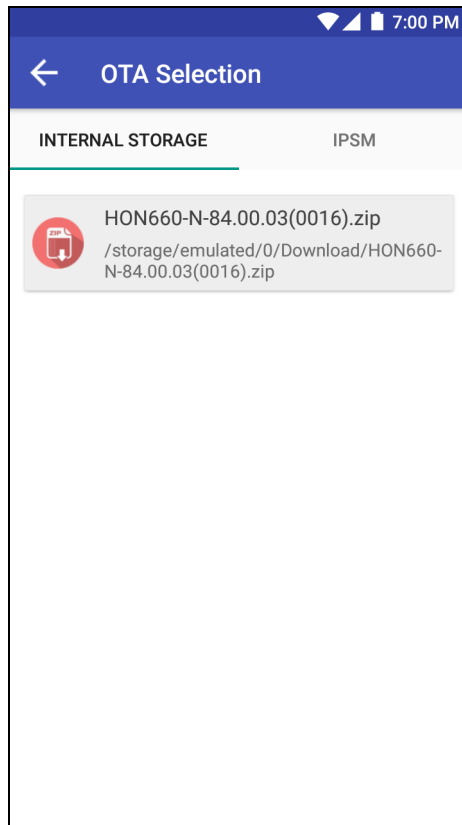 7:00 PM
OTA Selection
INTERNAL STORAGE
IPSM
ZIP
HON660-N-84.00.03(0016).zip
/storage/emulated/0/Download/HON660-
N-84.00.03(0016).zip